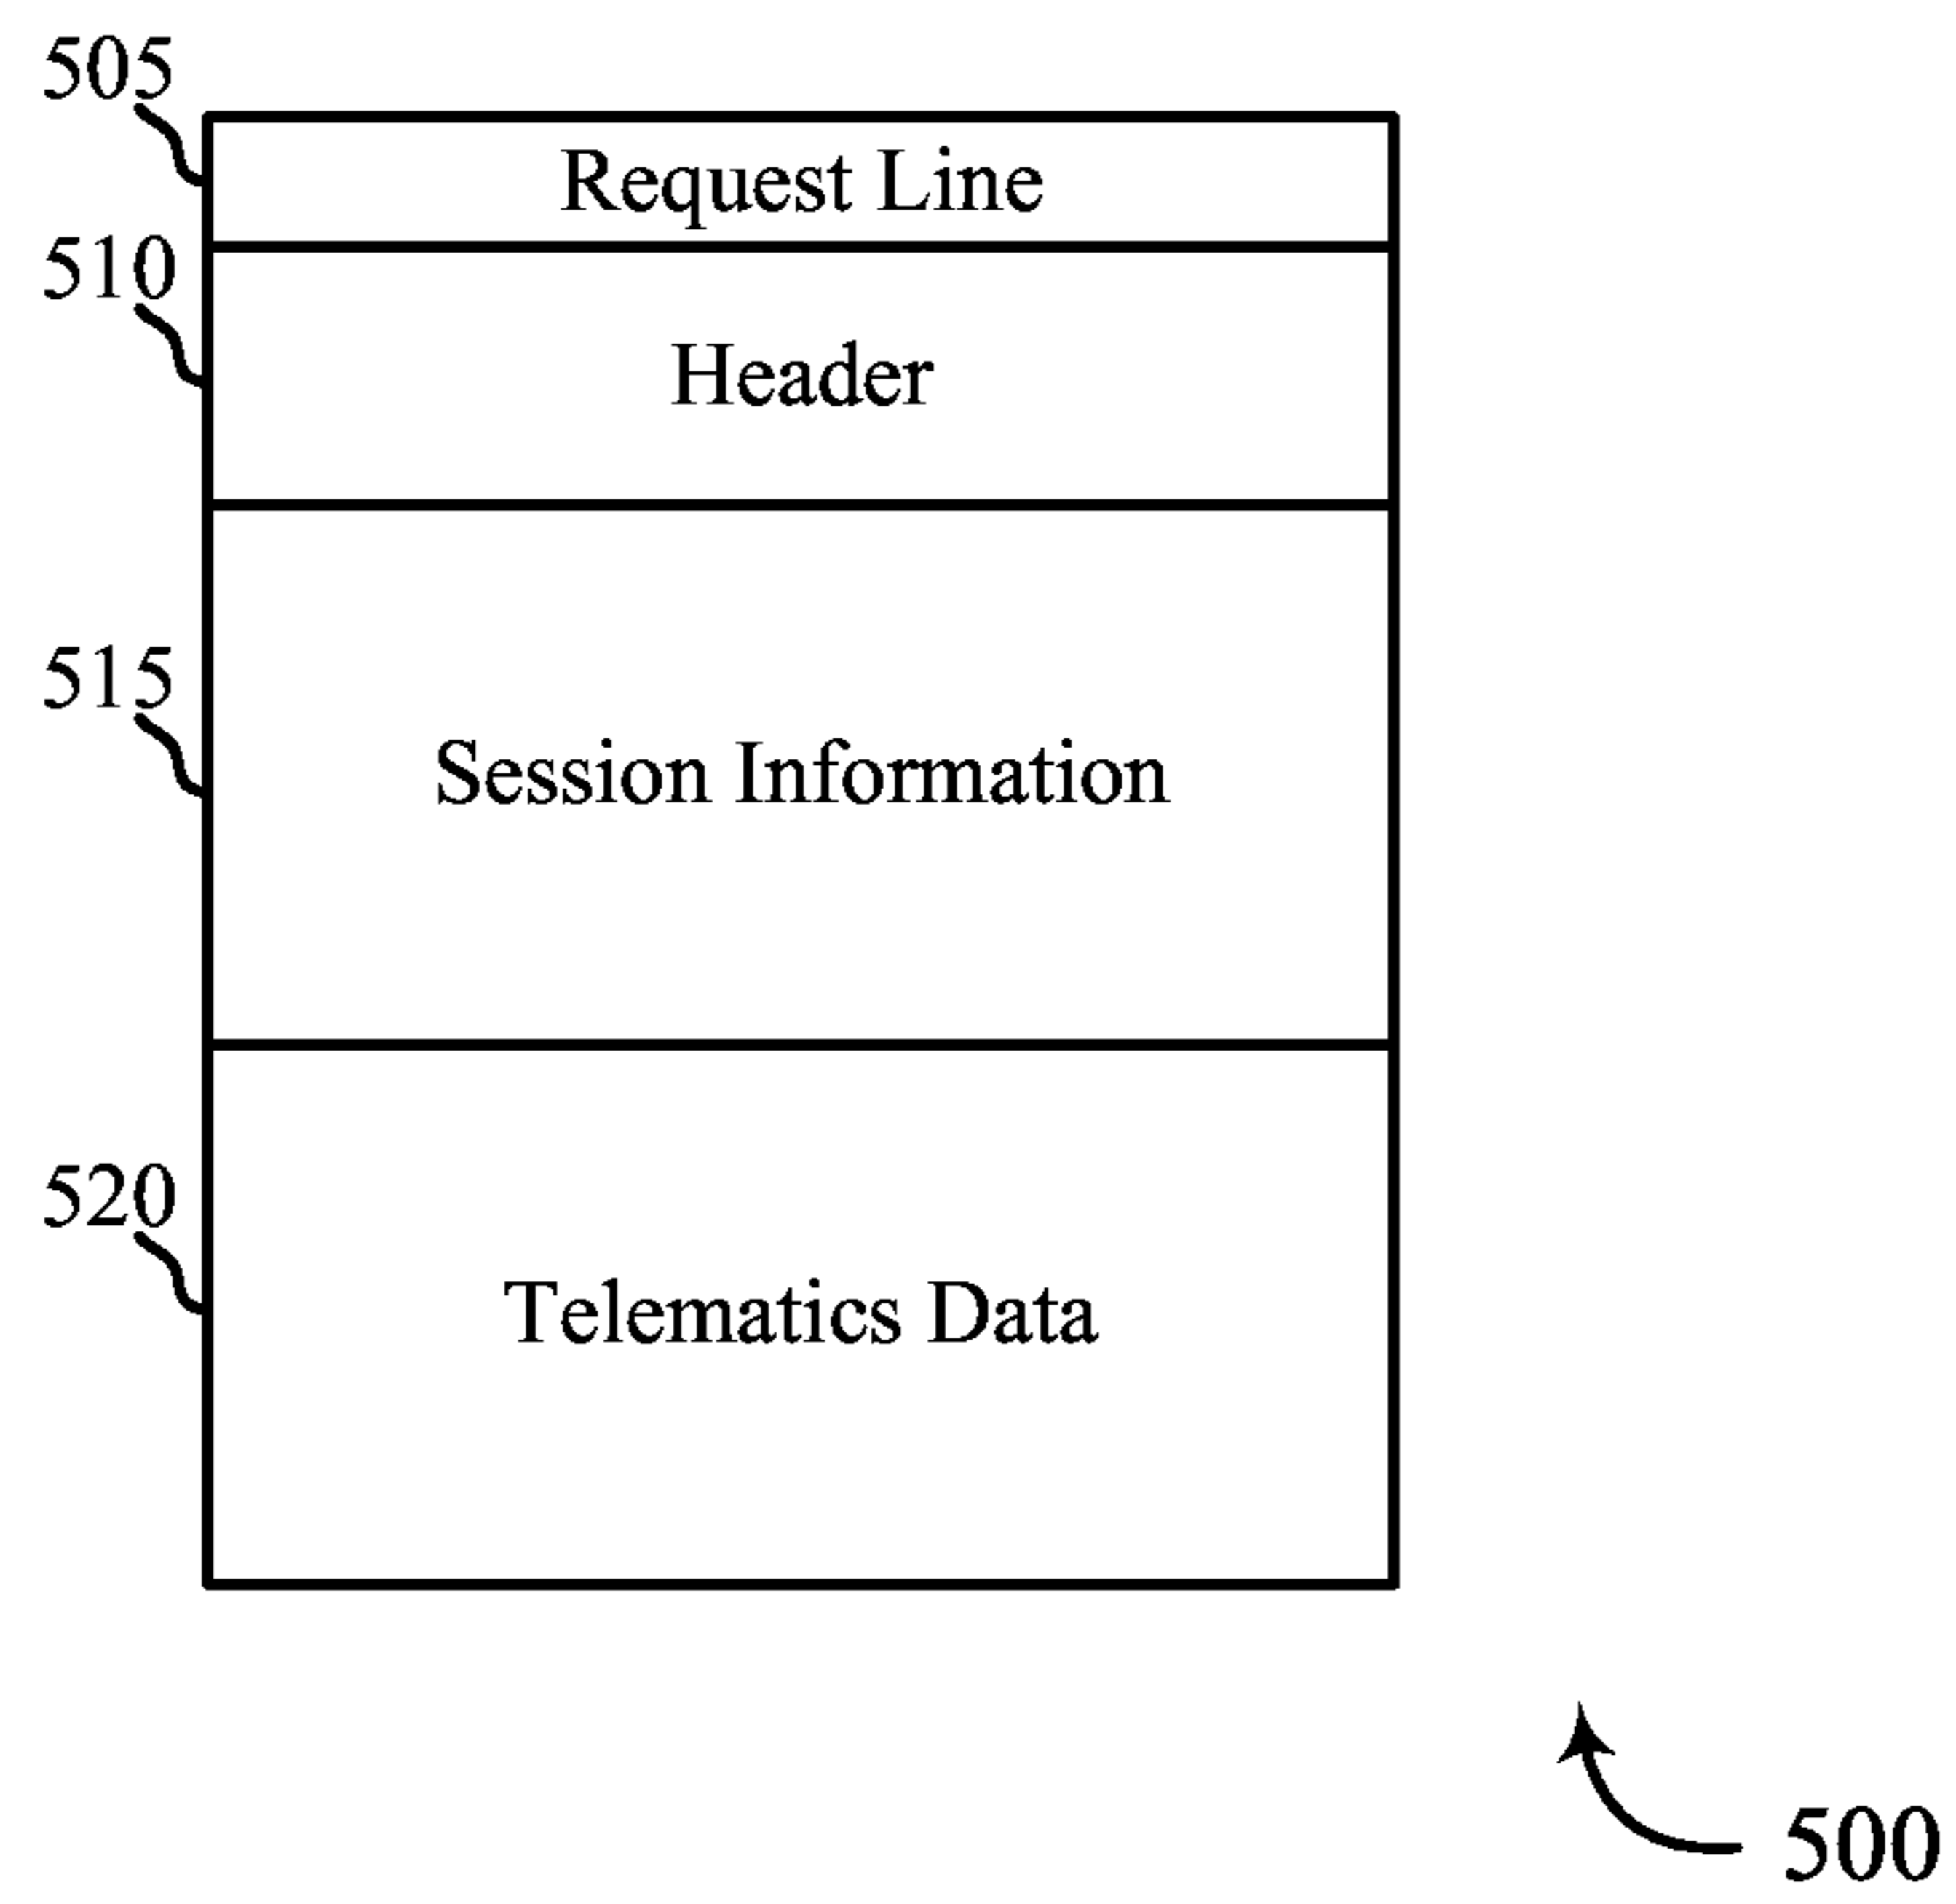 505
Request Line
510
Header
515
Session Information
520
Telematics Data
500